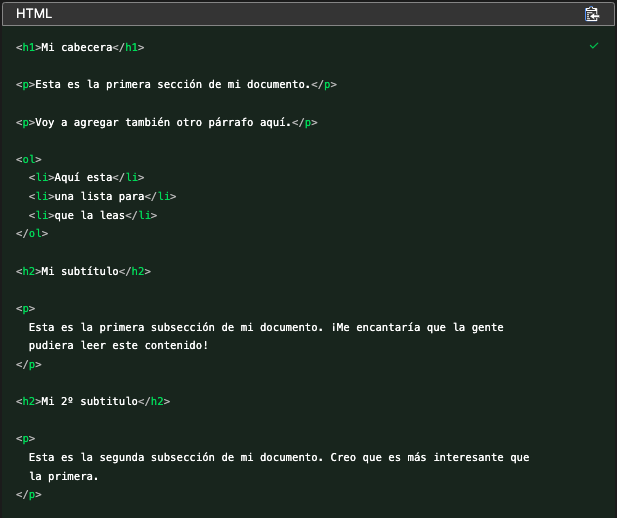 HTML
<h1>Mi cabecera</h1>
<p>Esta es la primera sección de mi documento.</p>
<p>Voy a agregar también otro párrafo aquí.</p>
<ol>
<li>Aquí esta</li>
<li>una lista para</li>
<li>que la leas</li>
</ol>
<h2>Mi subtítulo</h2>
<p>
Esta es la primera subsección de mi documento. ¡Me encantaría que la gente
pudiera leer este contenido!
</p>
<h2>Mi 2º subtitulo</h2>
<p>
Esta es la segunda subsección de mi documento. Creo que es más interesante que
la primera.
</p>